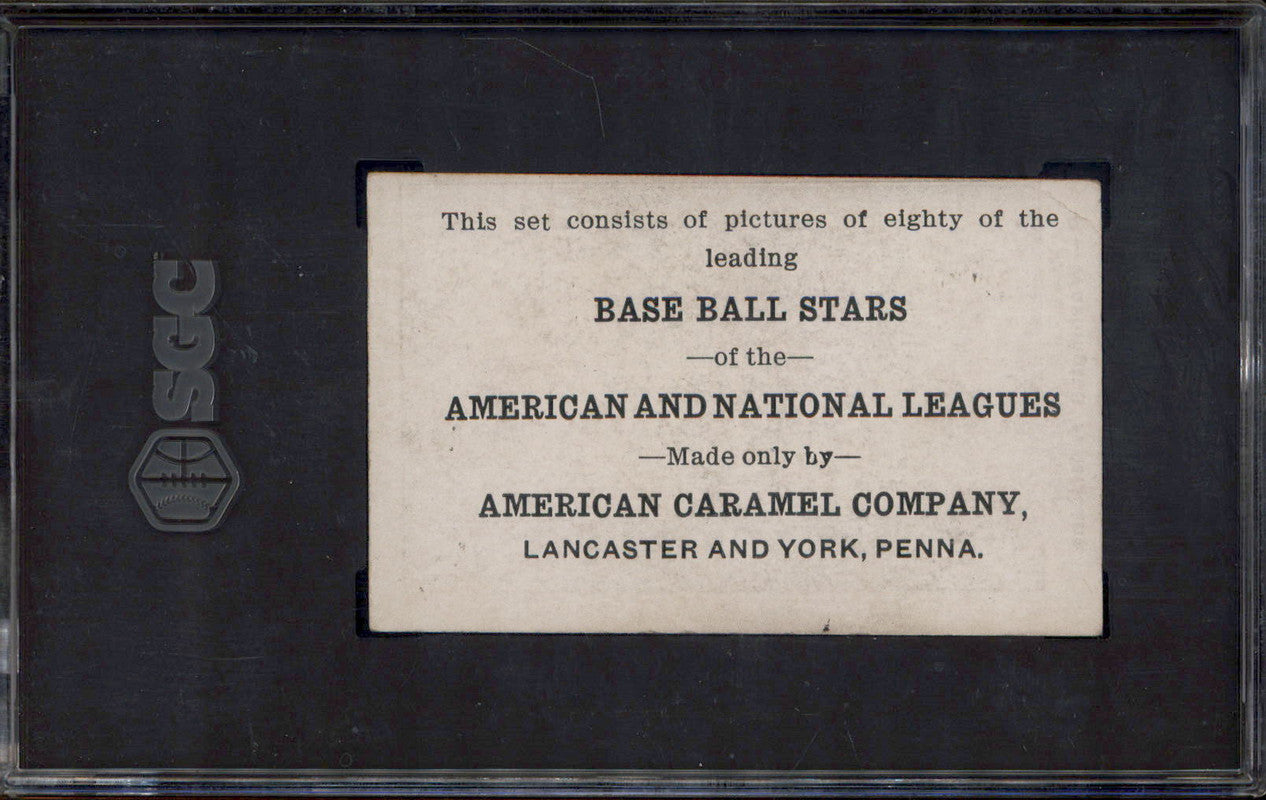 This set consists of pictures of eighty of the
leading
BASE BALL STARS
—of the—
AMERICAN AND NATIONAL LEAGUES
—Made only by—
AMERICAN CARAMEL COMPANY,
LANCASTER AND YORK, PENNA.
SGC